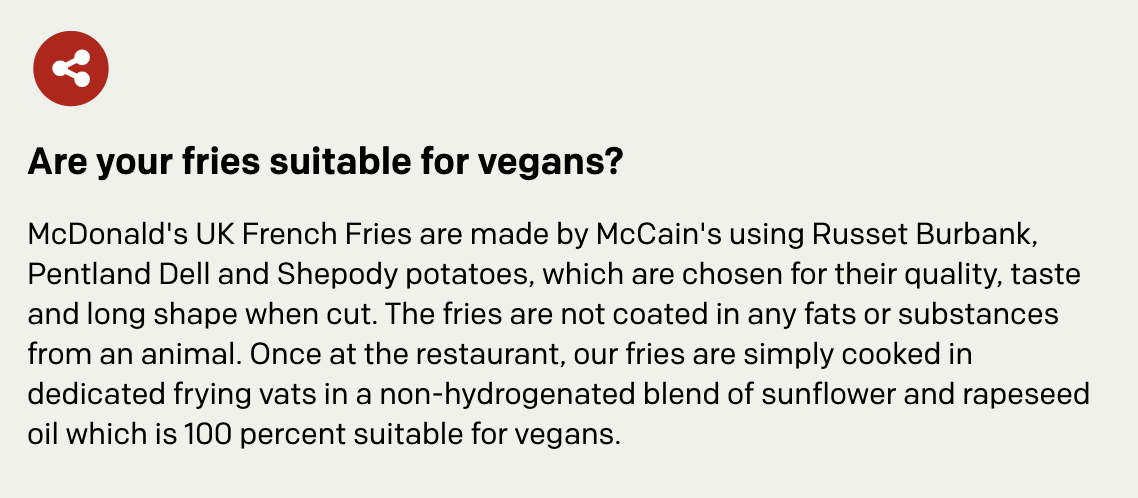 Are your fries suitable for vegans?
McDonald's UK French Fries are made by McCain's using Russet Burbank,
Pentland Dell and Shepody potatoes, which are chosen for their quality, taste
and long shape when cut. The fries are not coated in any fats or substances
from an animal. Once at the restaurant, our fries are simply cooked in
dedicated frying vats in a non-hydrogenated blend of sunflower and rapeseed
oil which is 100 percent suitable for vegans.